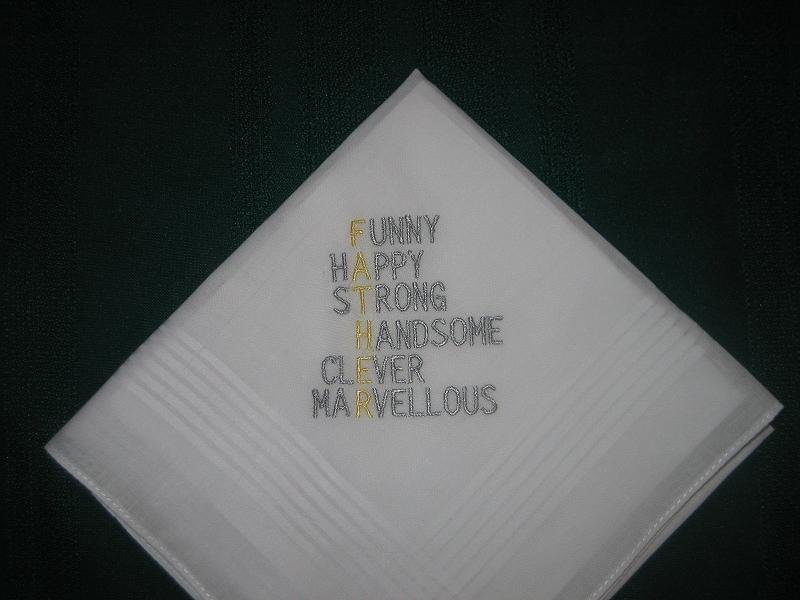 FUNNY
HAPPY
STRONG
HANDSOME
CLEVER
MARVELLOUS